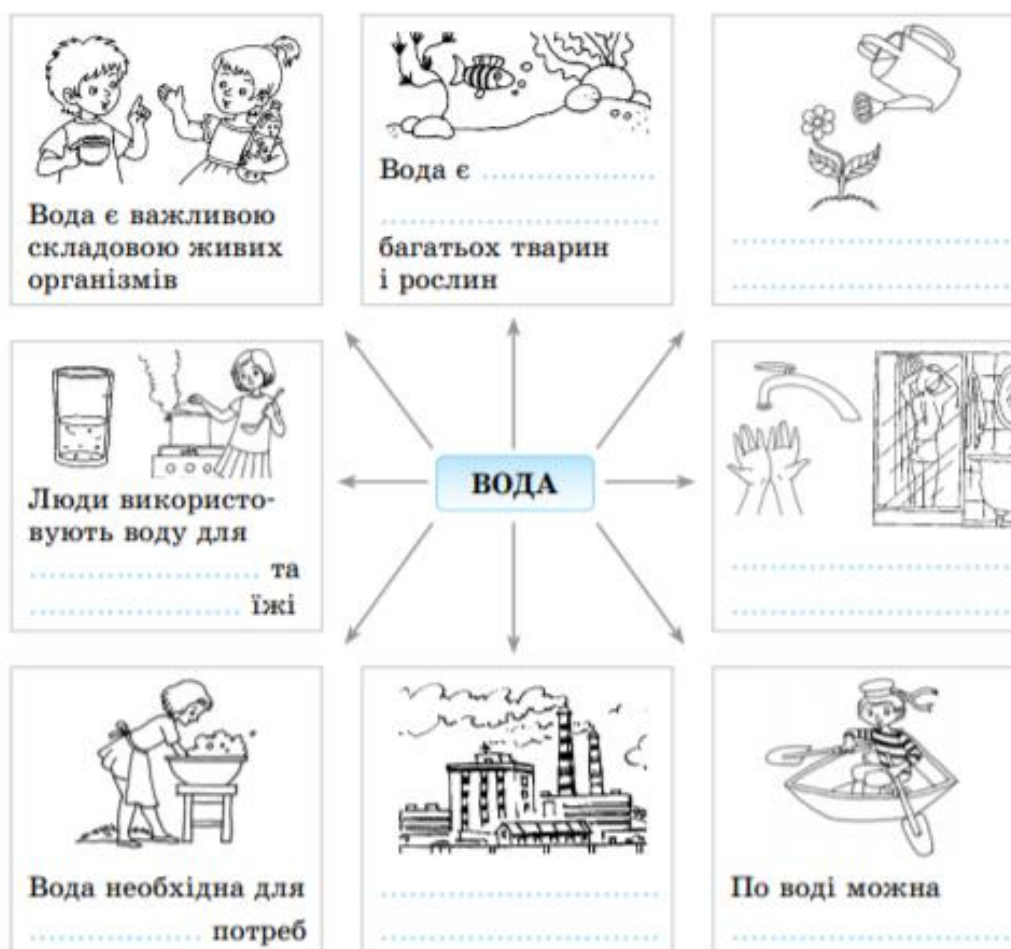 Вода є важливою
складовою живих
організмів
Вода є
багатьох тварин
і рослин
Люди використо-
вують воду для
та
їжі
ВОДА
Вода необхідна для
потреб
По воді можна